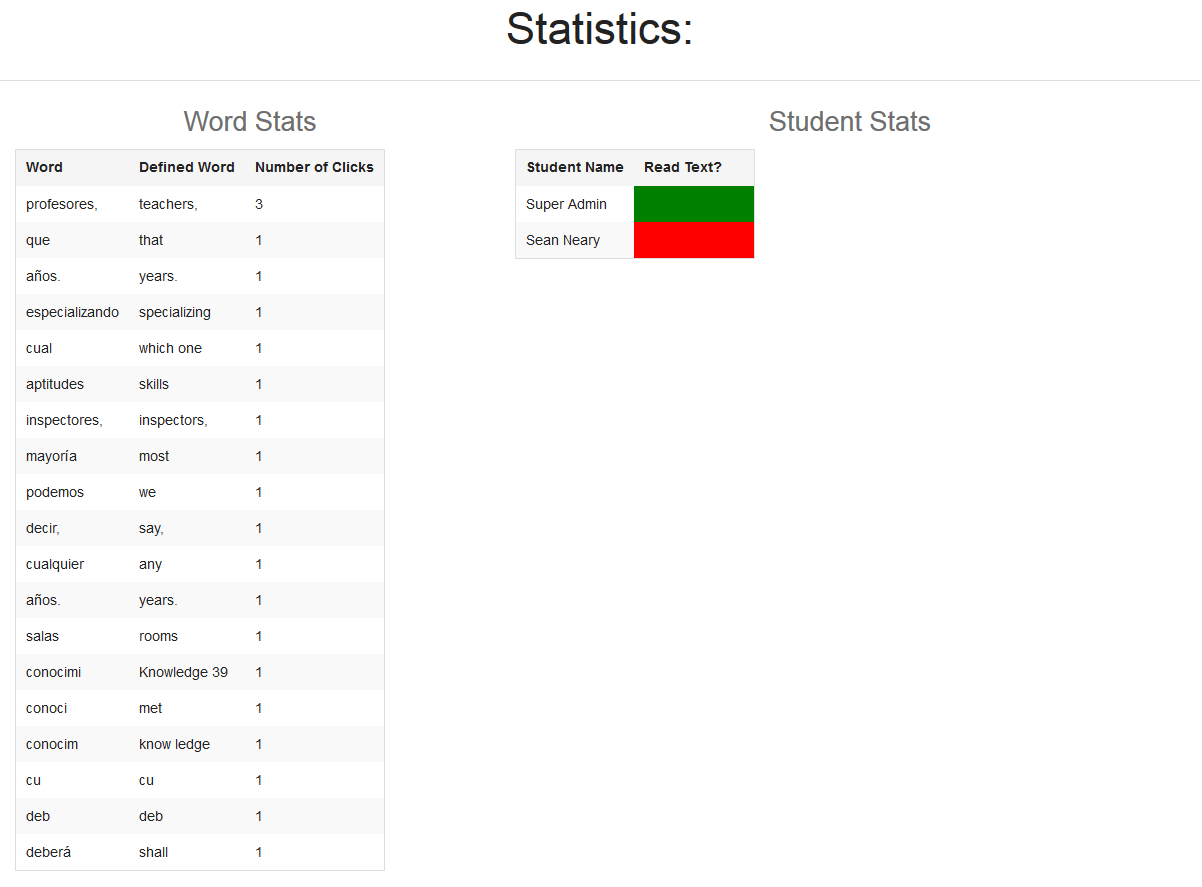 Statistics:
Word Stats
Word Defined Word Number of Clicks
profesores, teachers, 3
que that 1
años. years. 1
especializando specializing 1
cual which one 1
aptitudes skills 1
inspectores, inspectors, 1
mayoría most 1
podemos we 1
decir, say, 1
cualquier any 1
años. years. 1
salas rooms 1
conocimi Knowledge 39 1
conoci met 1
conocim know ledge 1
cu cu 1
deb deb 1
deberá shall 1
Student Stats
Student Name Read Text?
Super Admin
Sean Neary